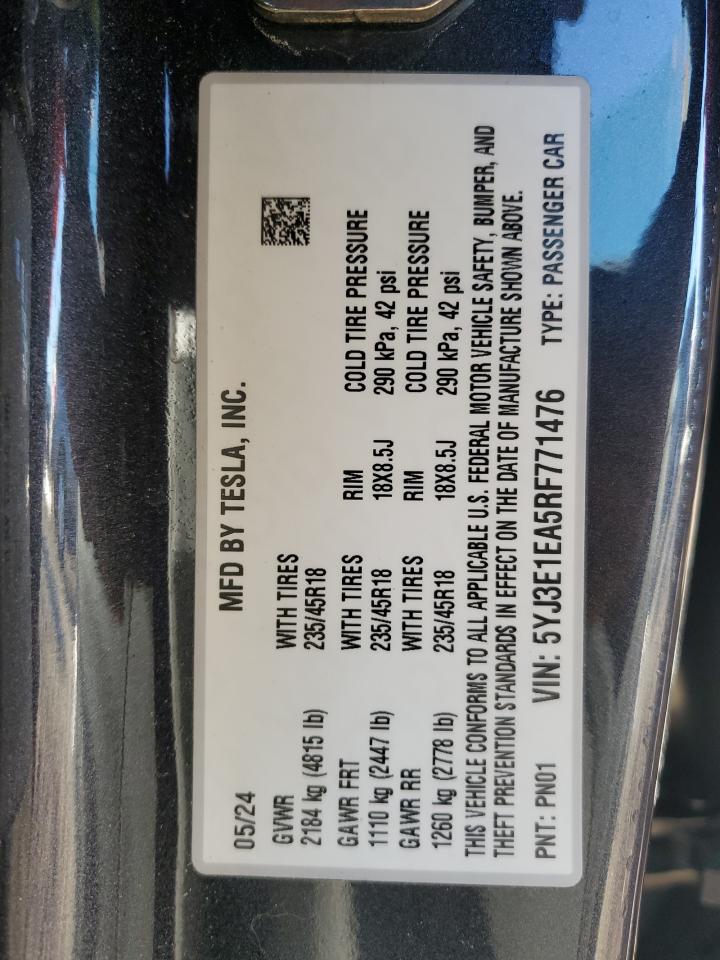 MFD BY TESLA, INC.
05/24
GVWR WITH TIRES
2184 kg (4815 lb) 235/45R18
GAWR FRT WITH TIRES RIM COLD TIRE PRESSURE
1110 kg (2447 lb) 235/45R18 18X8.5J 290 kPa, 42 psi
GAWR RR WITH TIRES RIM COLD TIRE PRESSURE
1260 kg (2778 lb) 235/45R18 18X8.5J 290 kPa, 42 psi
THIS VEHICLE CONFORMS TO ALL APPLICABLE U.S. FEDERAL MOTOR VEHICLE SAFETY, BUMPER, AND
THEFT PREVENTION STANDARDS IN EFFECT ON THE DATE OF MANUFACTURE SHOWN ABOVE.
PNT: PN01 VIN: 5YJ3E1EA5RF771476 TYPE: PASSENGER CAR